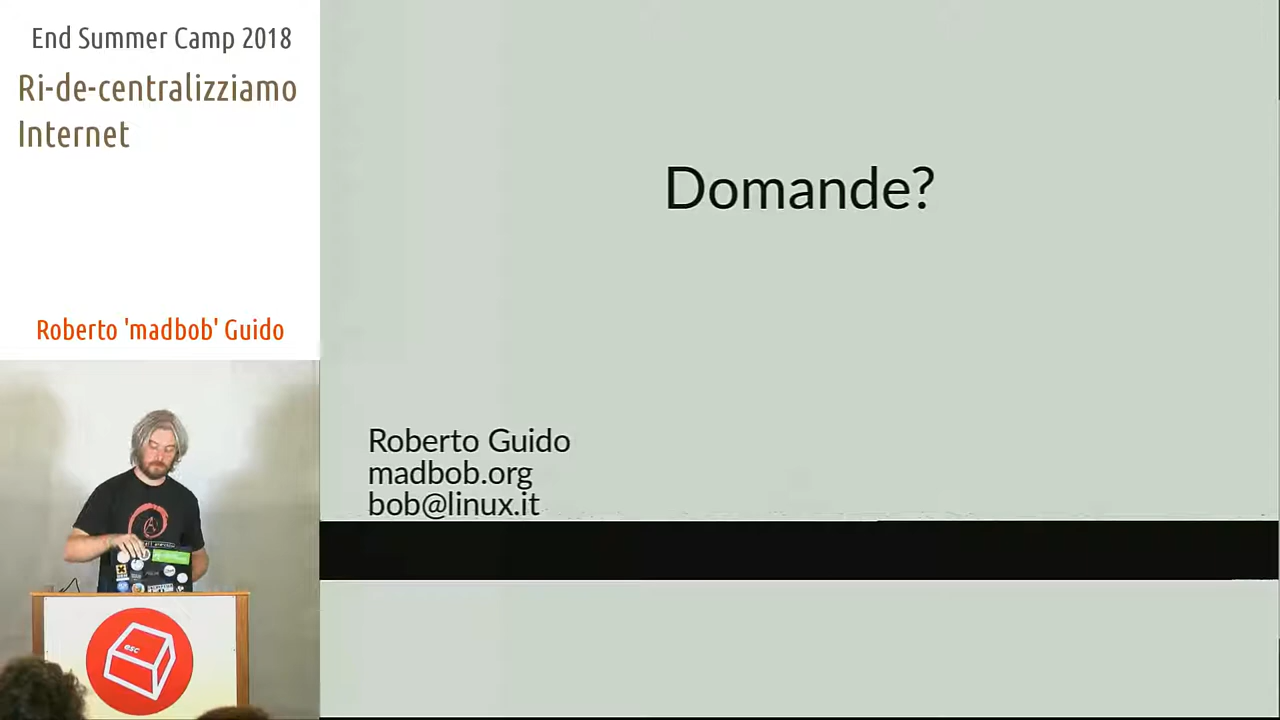 End Summer Camp 2018
Ri-de-centralizziamo
Internet
Roberto 'madbob' Guido
Domande?
Roberto Guido
madbob.org
bob@linux.it
esc